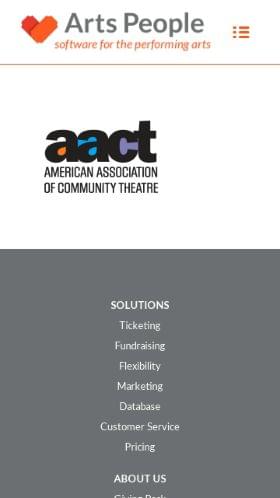 Arts People
software for the performing arts
aact
AMERICAN ASSOCIATION
OF COMMUNITY THEATRE
SOLUTIONS
Ticketing
Fundraising
Flexibility
Marketing
Database
Customer Service
Pricing
ABOUT US